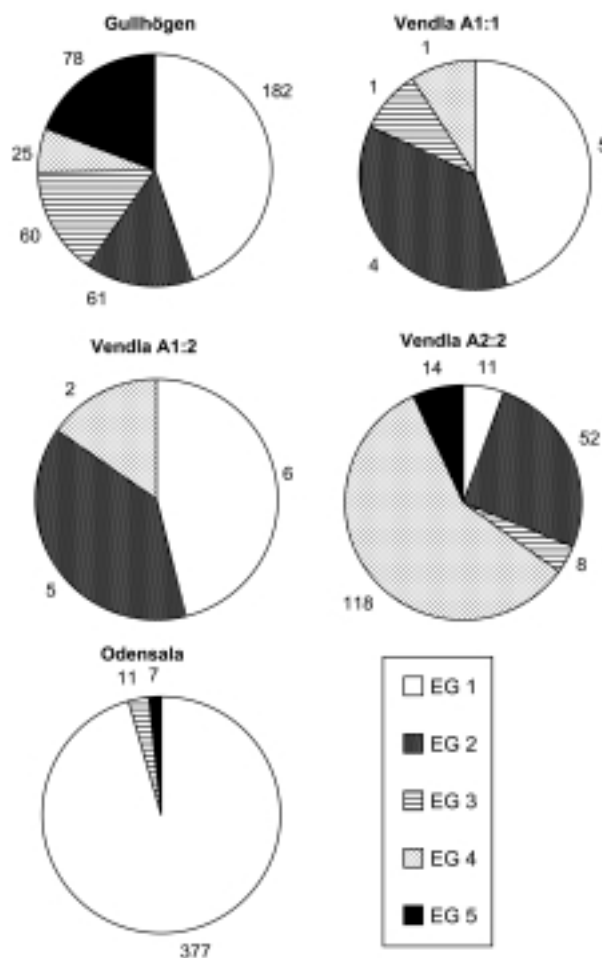 Gullhögen
78
182
25
60
61
Vendla A1:1
1
1
5
4
Vendla A1:2
2
6
5
Vendla A2:2
14
11
52
8
118
Odensala
11
7
377
EG 1
EG 2
EG 3
EG 4
EG 5